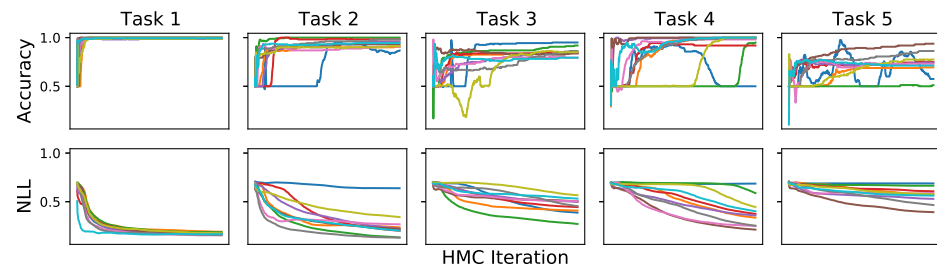 Task 1 Task 2 Task 3 Task 4 Task 5
Accuracy
1.0
0.5
NLL
1.0
0.5
HMC Iteration